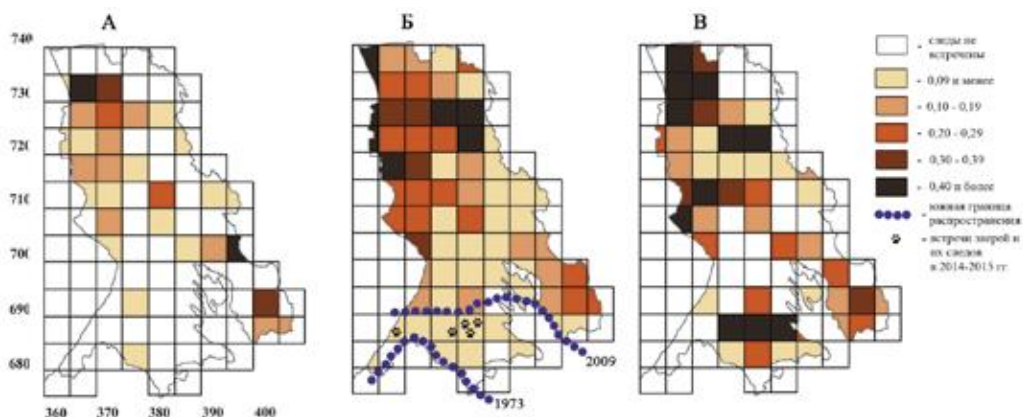 А
Б
В
740
730
720
710
700
690
680
360
370
380
390
400
1973
2009
- следы не
встречены
- 0,09 и менее
- 0,10 - 0,19
- 0,20 - 0,29
- 0,30 - 0,39
- 0,40 и более
- южная граница
распространения
- встречи зверей и
их следов
в 2014-2015 гг.